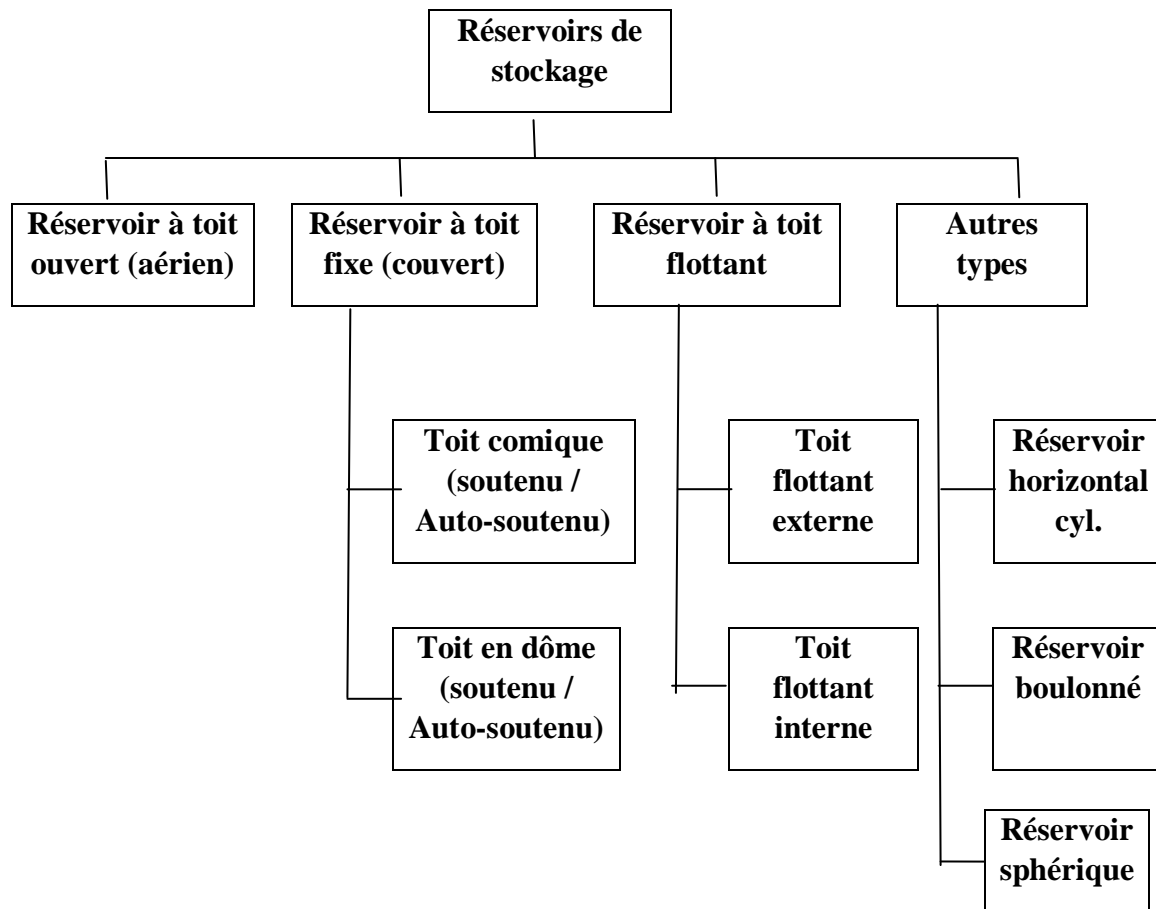 Réservoirs de
stockage
Réservoir à toit
ouvert (aérien)
Réservoir à toit
fixe (couvert)
Réservoir à toit
flottant
Autres
types
Toit comique
(soutenu /
Auto-soutenu)
Toit
flottant
externe
Réservoir
horizontal
cyl.
Toit en dôme
(soutenu /
Auto-soutenu)
Toit
flottant
interne
Réservoir
boulonné
Réservoir
sphérique